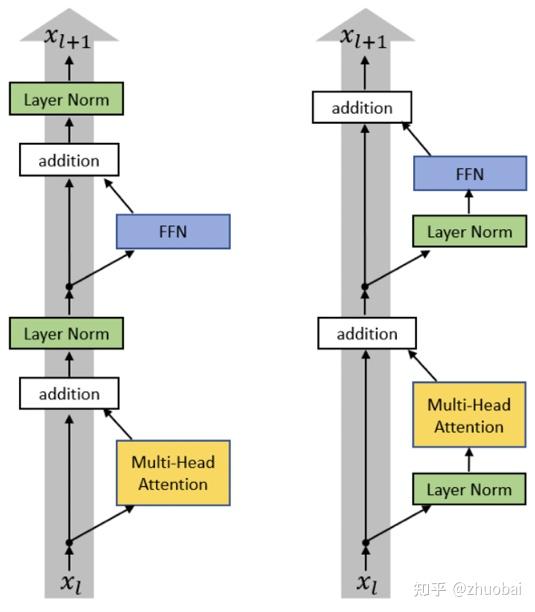 x_{l+1}
Layer Norm
addition
FFN
Layer Norm
addition
Multi-Head
Attention
x_l
x_{l+1}
addition
FFN
Layer Norm
addition
Multi-Head
Attention
Layer Norm
x_l
知乎 @zhuobai